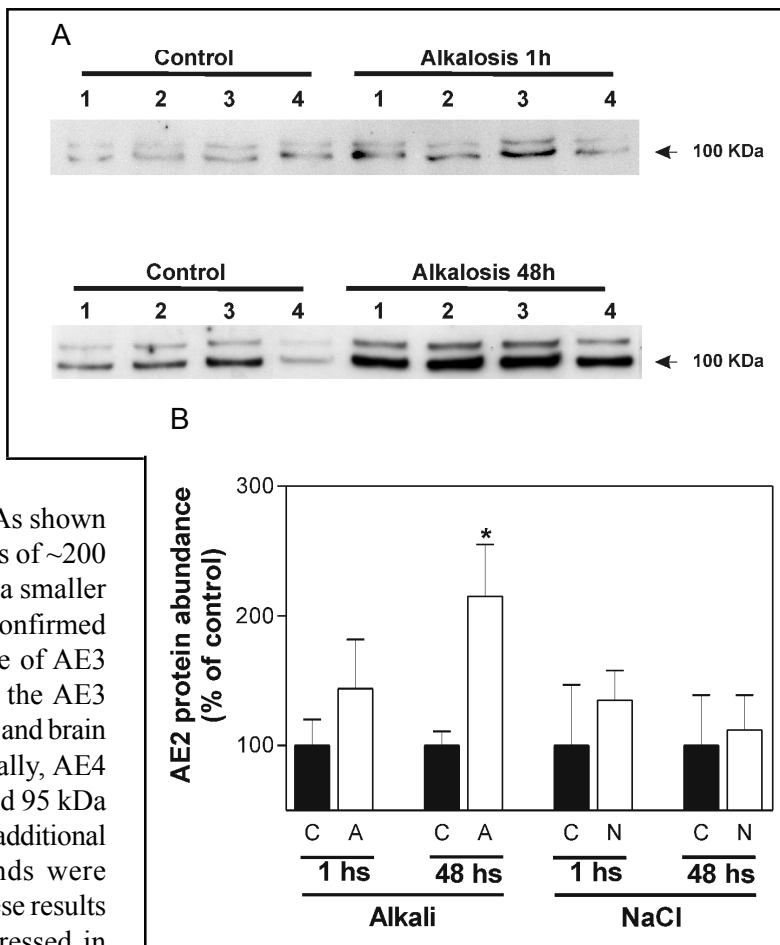 A
Control Alkalosis 1h
1 2 3 4 1 2 3 4
100 KDa
Control Alkalosis 48h
1 2 3 4 1 2 3 4
100 KDa
B
AE2 protein abundance
(% of control)
300
200
100
*
C A C A C N C N
1 hs 48 hs 1 hs 48 hs
Alkali NaCl
As shown
s of ~200
a smaller
onfirmed
e of AE3
the AE3
and brain
ally, AE4
d 95 kDa
additional
nds were
ese results
ressed in